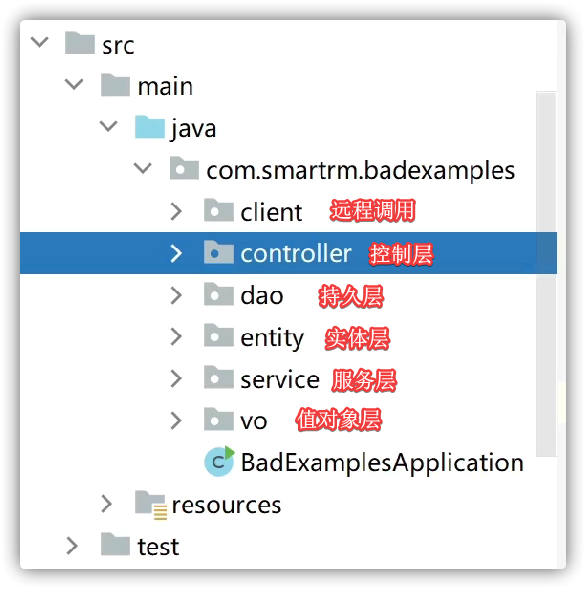 src
main
java
com.smartrm.badexamples
client 远程调用
controller 控制层
dao 持久层
entity 实体层
service 服务层
vo 值对象层
C BadExamplesApplication
resources
test